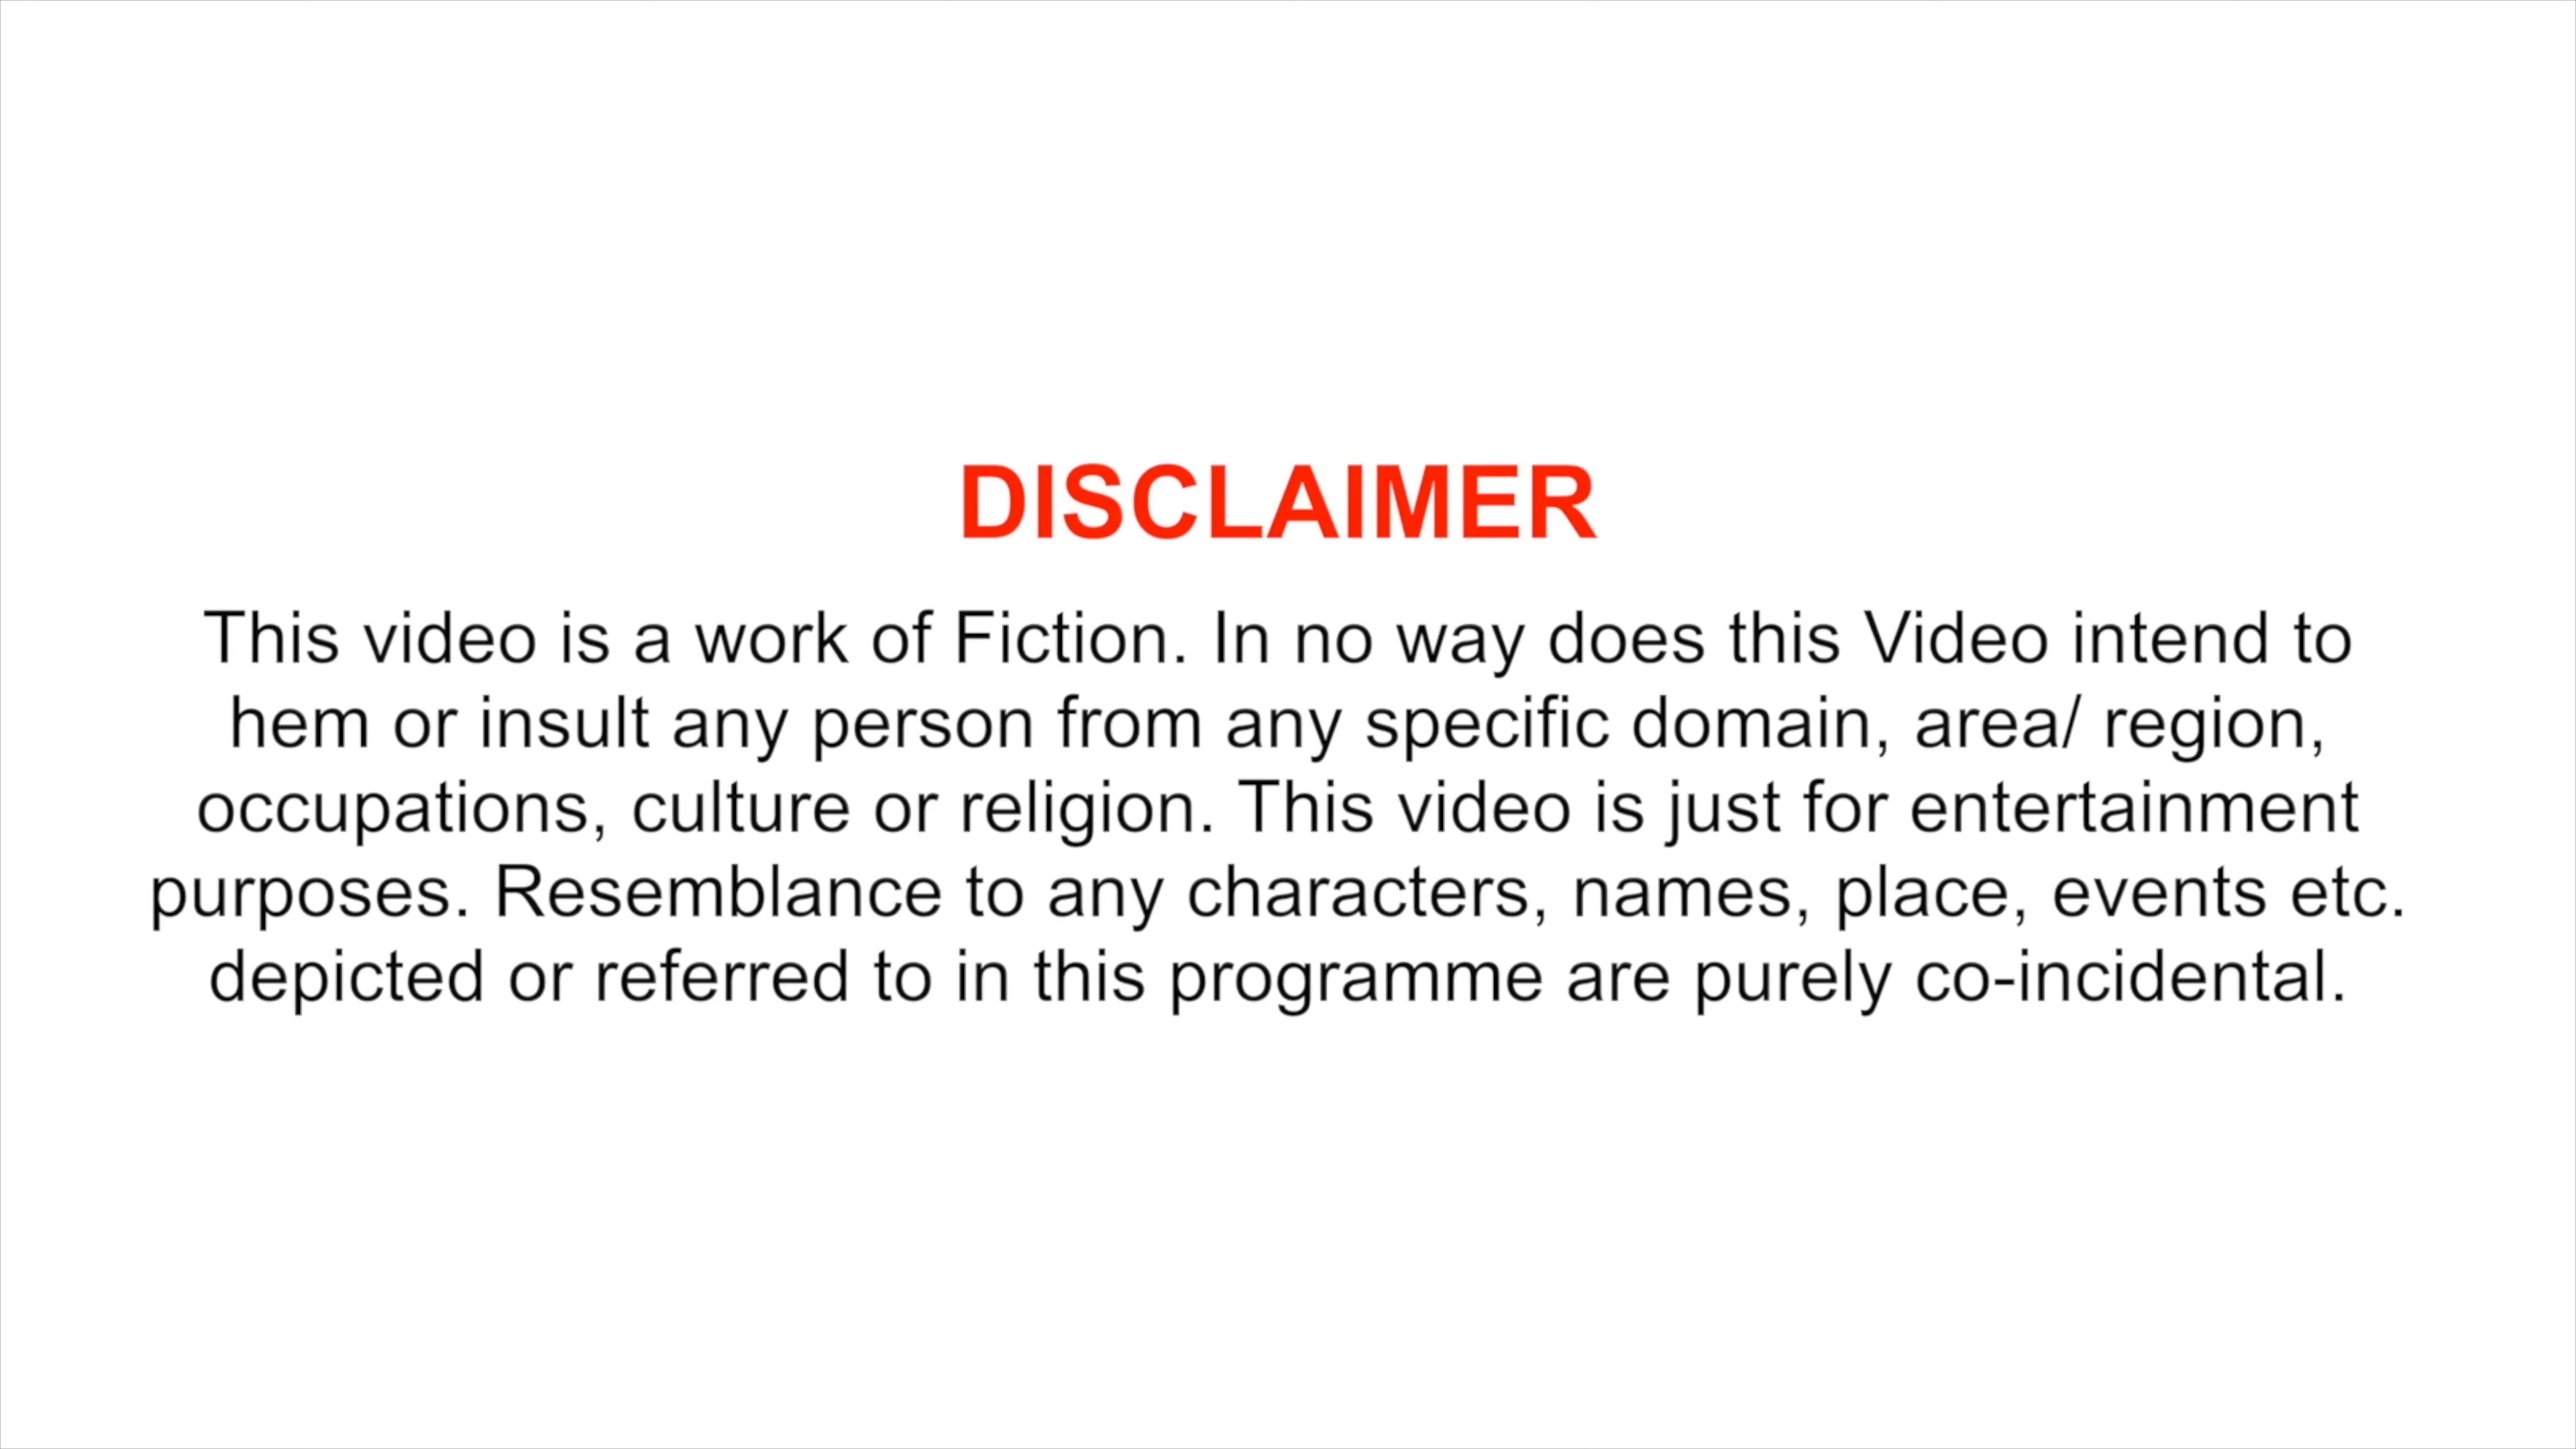 DISCLAIMER
This video is a work of Fiction. In no way does this Video intend to
hem or insult any person from any specific domain, area/ region,
occupations, culture or religion. This video is just for entertainment
purposes. Resemblance to any characters, names, place, events etc.
depicted or referred to in this programme are purely co-incidental.